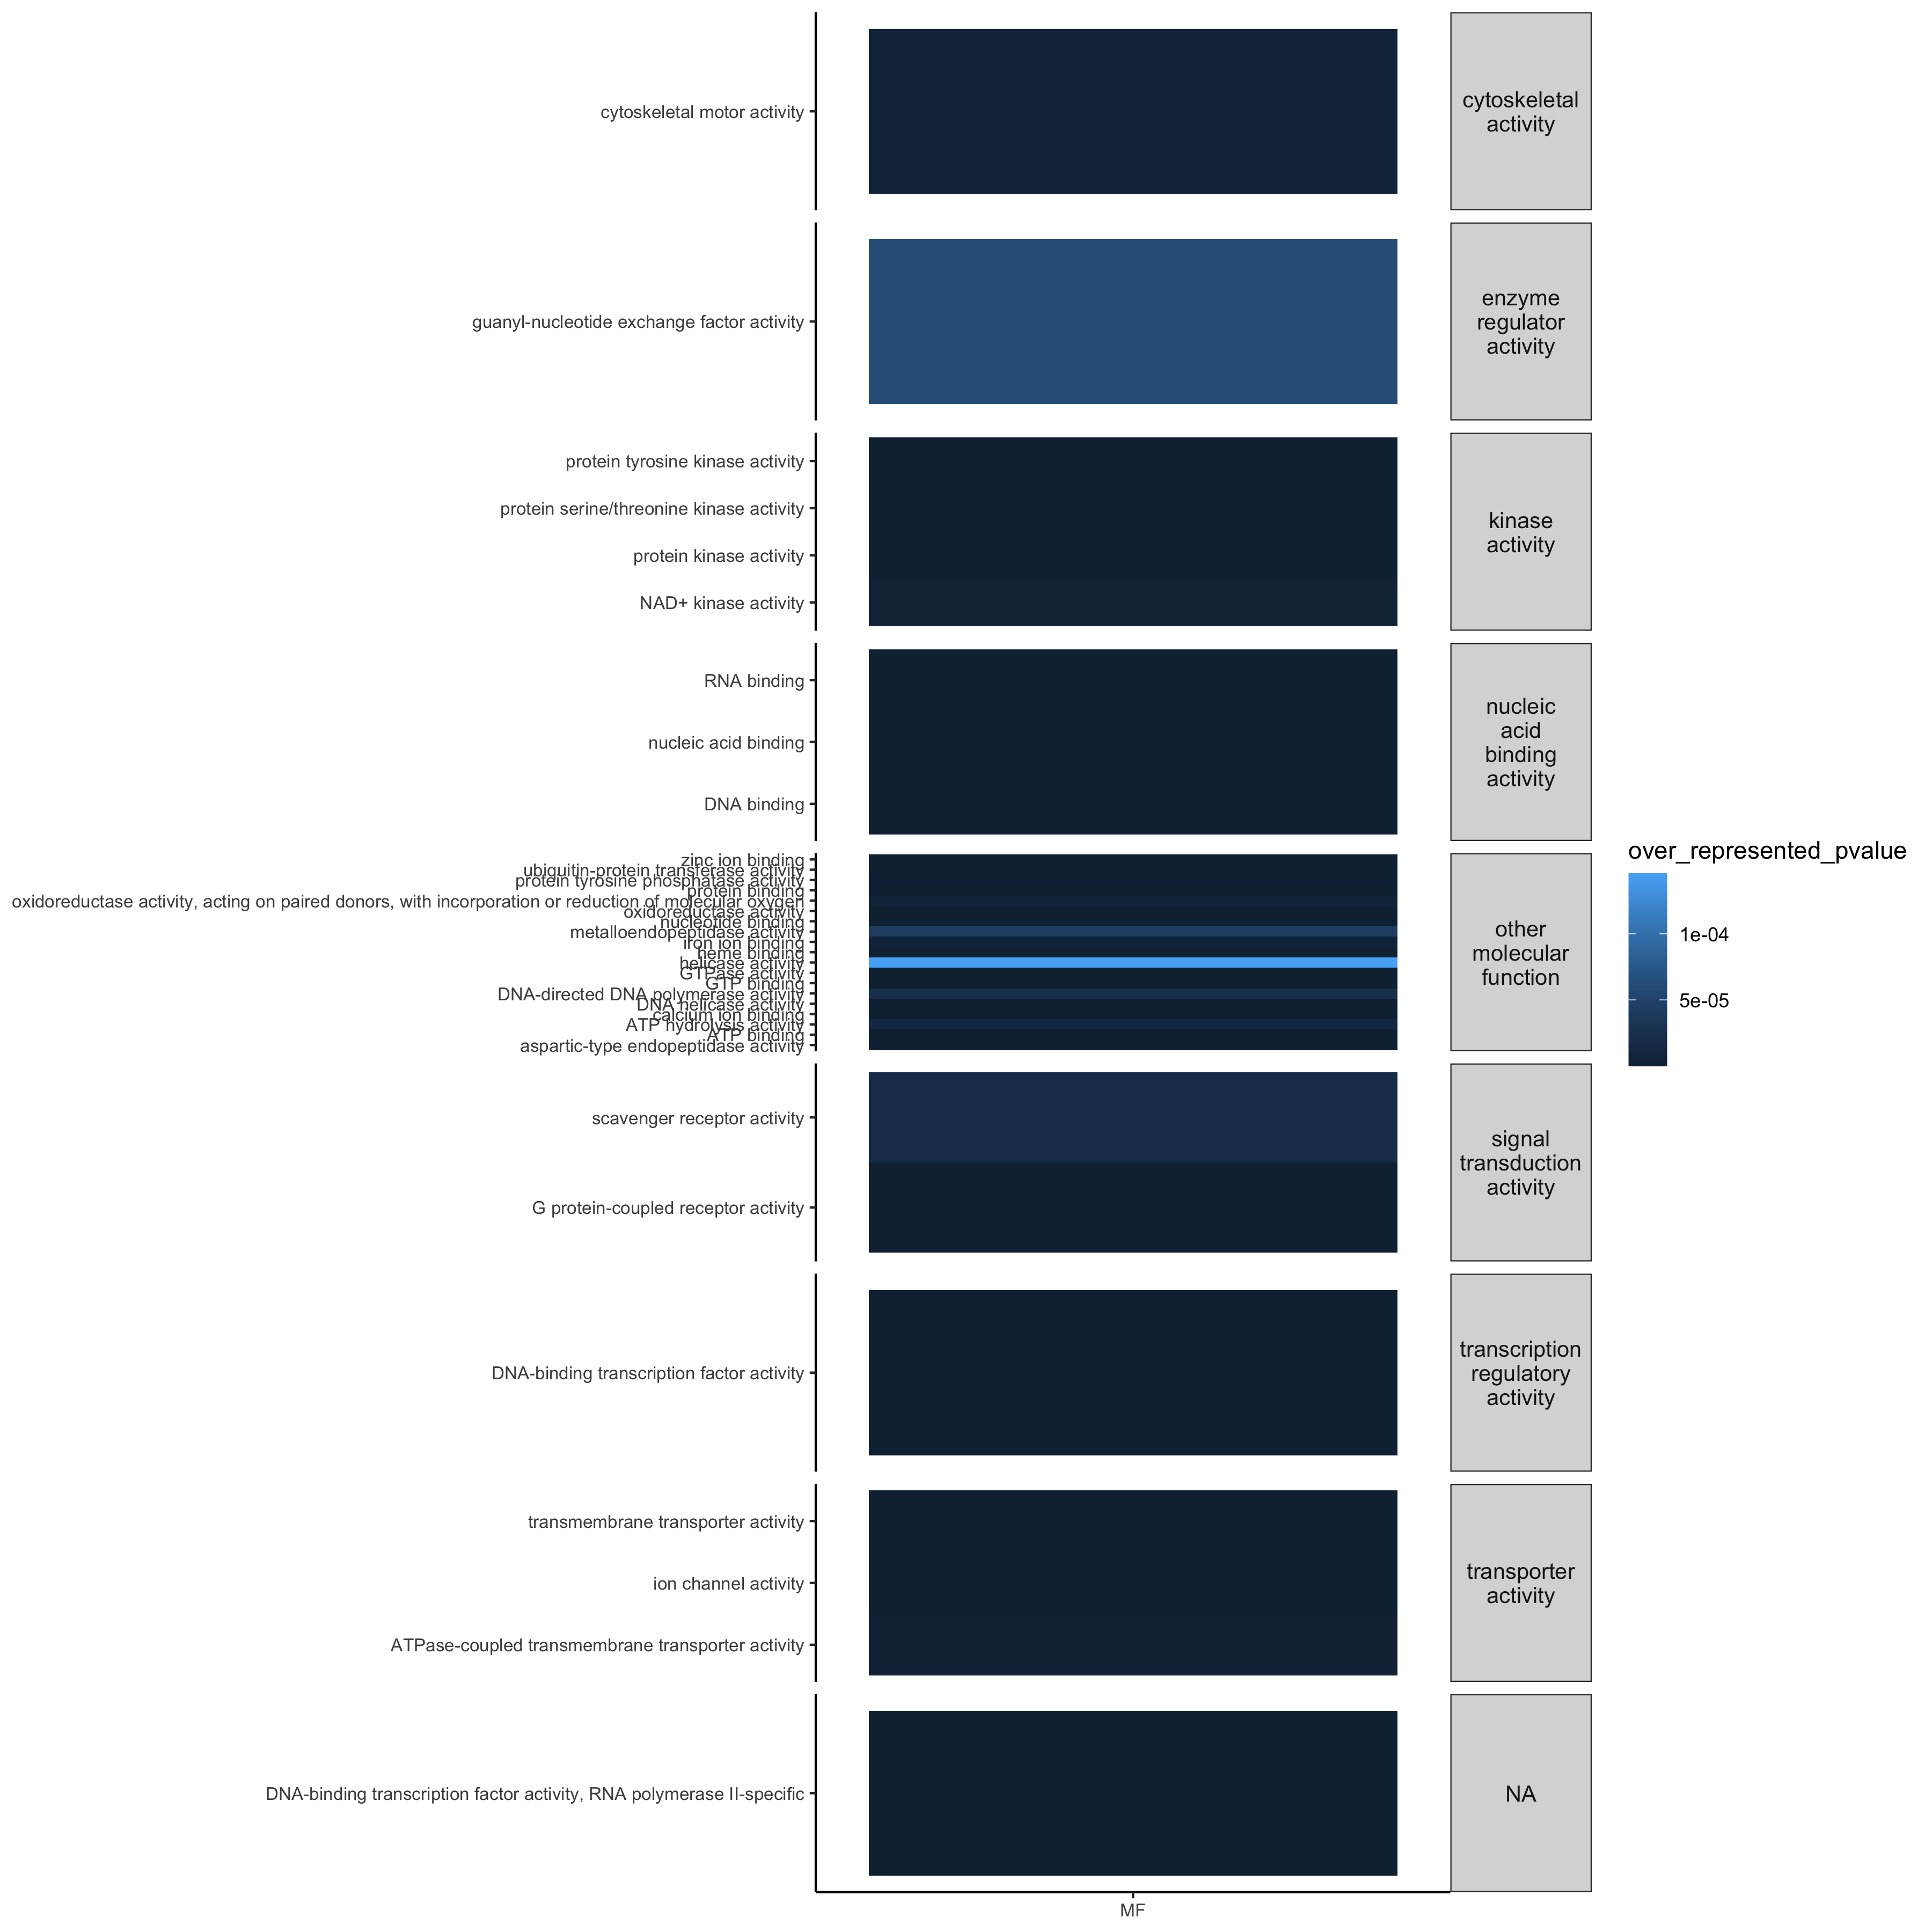 cytoskeletal motor activity
cytoskeletal
activity
guanyl-nucleotide exchange factor activity
enzyme
regulator
activity
protein tyrosine kinase activity
protein serine/threonine kinase activity
protein kinase activity
NAD+ kinase activity
kinase
activity
RNA binding
nucleic acid binding
DNA binding
nucleic
acid
binding
activity
zinc ion binding
ubiquitin-protein transferase activity
protein tyrosine phosphatase activity
protein binding
oxidoreductase activity, acting on paired donors, with incorporation or reduction of molecular oxygen
oxidoreductase activity
nucleotide binding
metalloendopeptidase activity
iron ion binding
heme binding
helicase activity
GTPase activity
GTP binding
DNA-directed DNA polymerase activity
DNA helicase activity
calcium ion binding
ATP hydrolysis activity
ATP binding
aspartic-type endopeptidase activity
other
molecular
function
scavenger receptor activity
G protein-coupled receptor activity
signal
transduction
activity
DNA-binding transcription factor activity
transcription
regulatory
activity
transmembrane transporter activity
ion channel activity
ATPase-coupled transmembrane transporter activity
transporter
activity
DNA-binding transcription factor activity, RNA polymerase II-specific
NA
MF
over_represented_pvalue
1e-04
5e-05